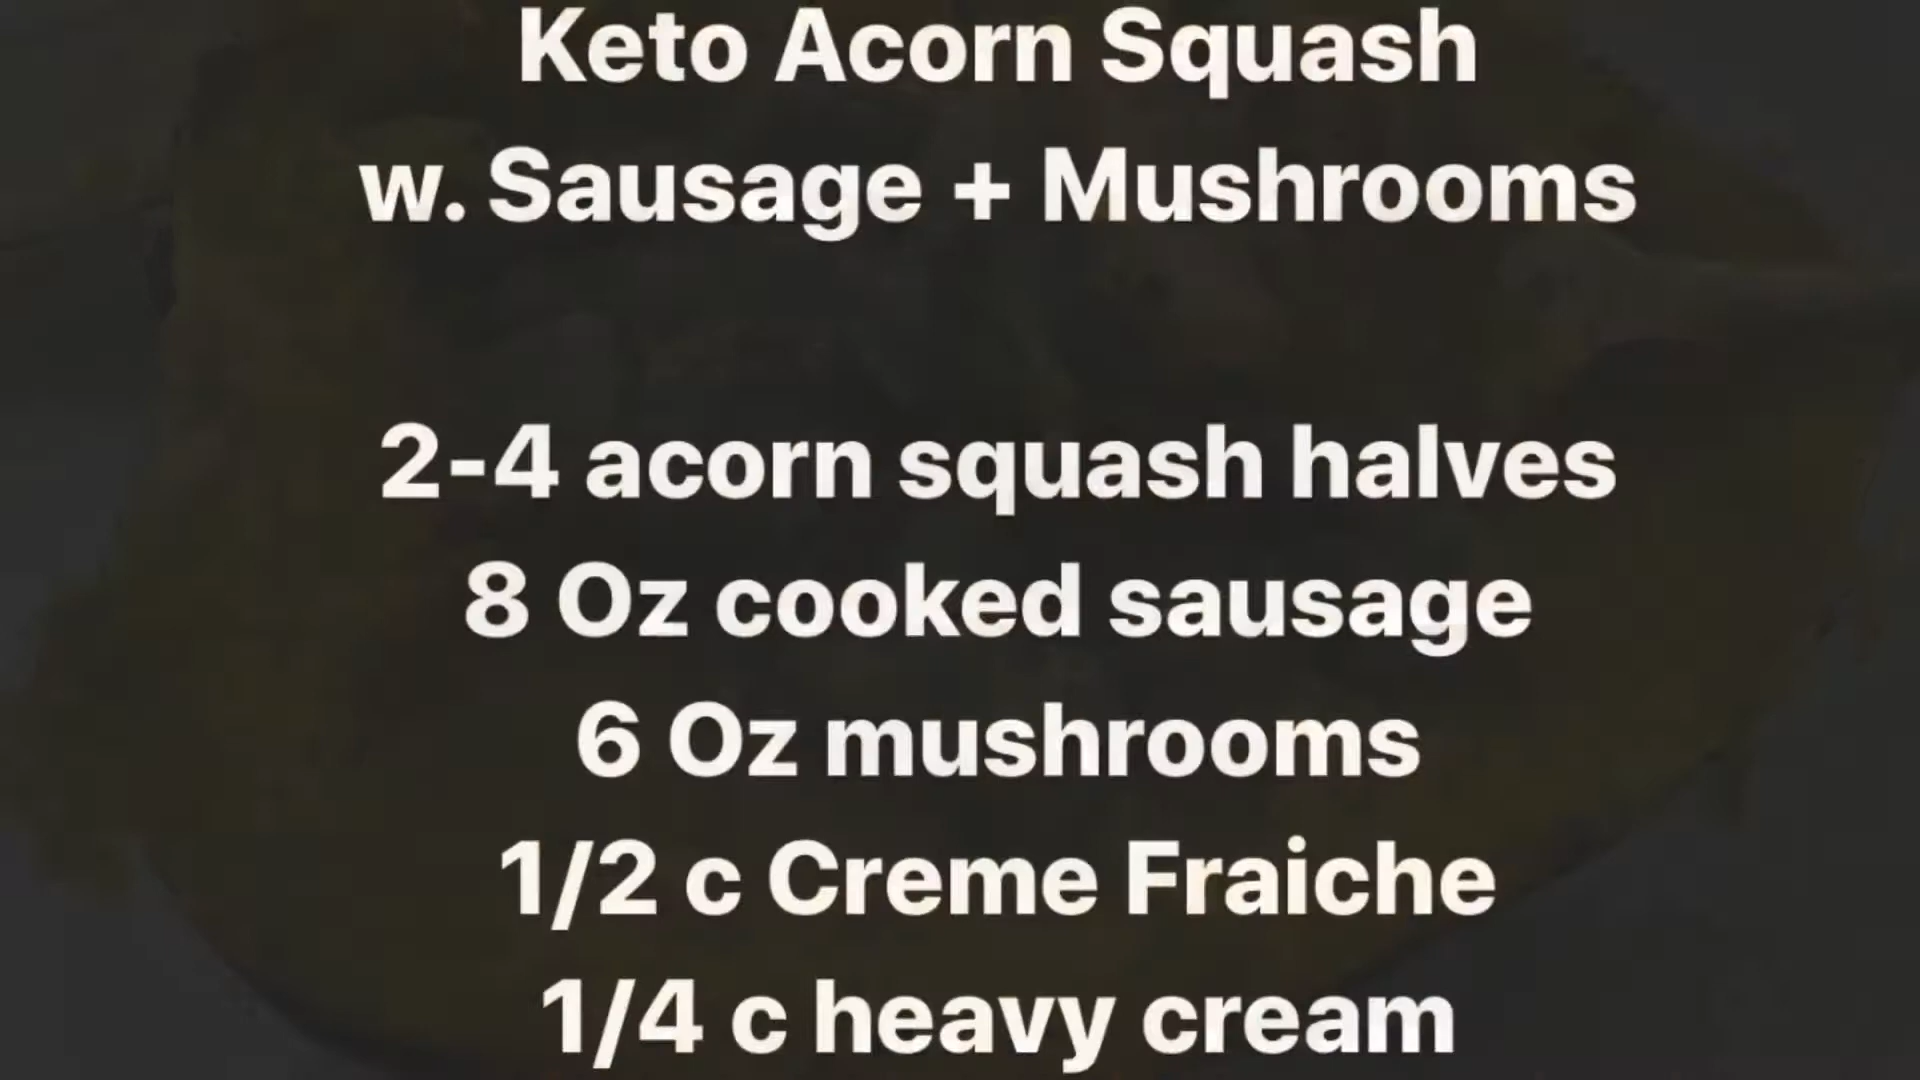 Keto Acorn Squash
w. Sausage + Mushrooms
2-4 acorn squash halves
8 Oz cooked sausage
6 Oz mushrooms
1/2 c Creme Fraiche
1/4 c heavy cream